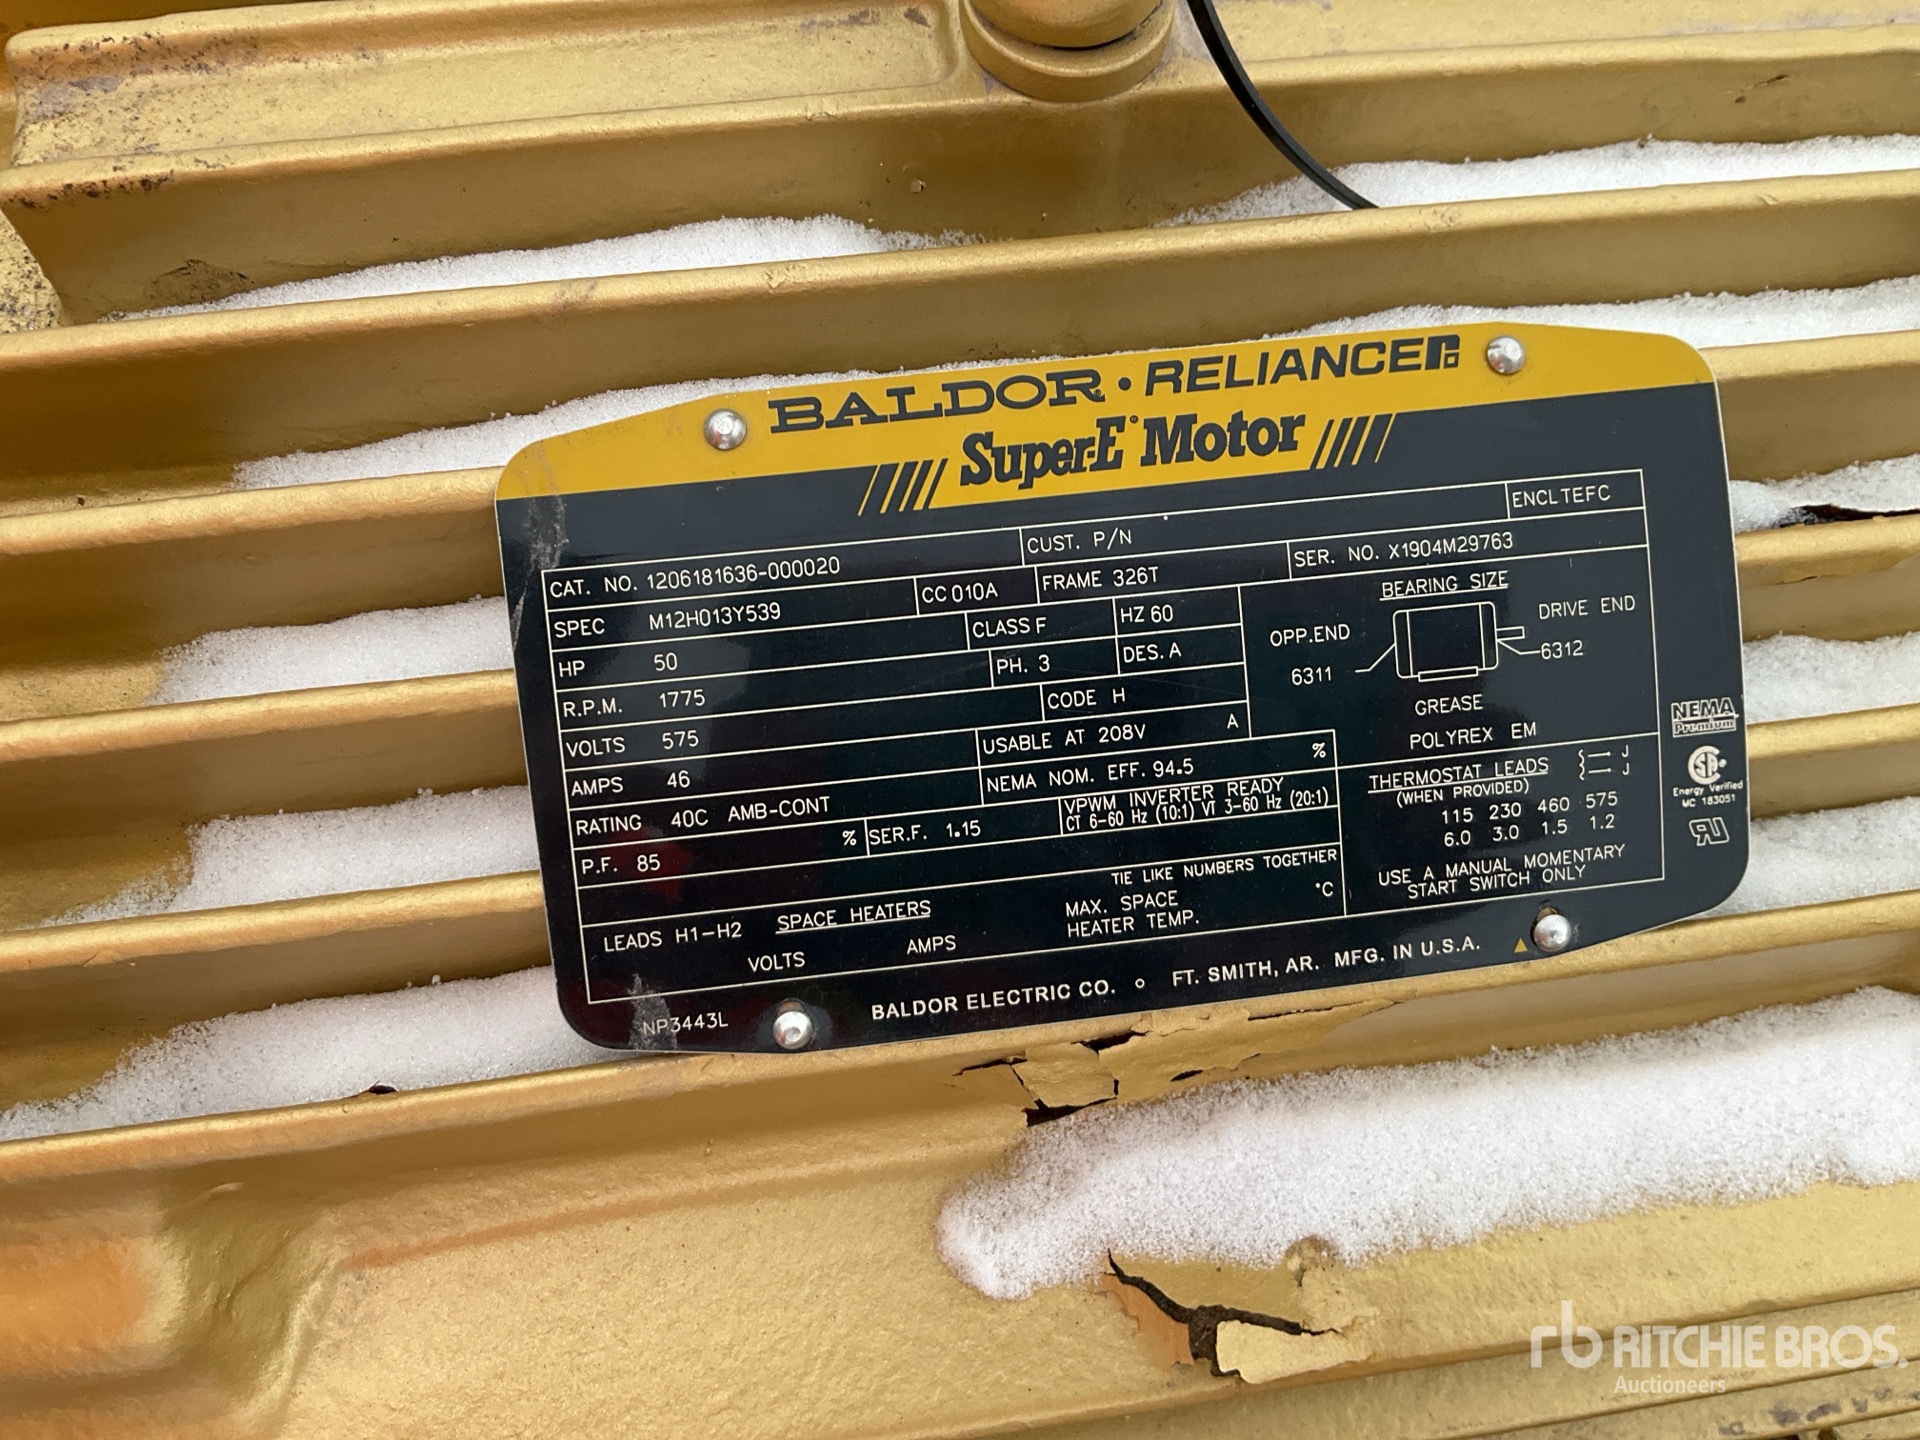 BALDOR · RELIANCE
Super-E® Motor
CAT. NO. 1206181636-000020 CUST. P/N ENCL TEFC
SPEC M12H013Y539 CC 010A FRAME 326T SER. NO. X1904M29763
HP 50 CLASS F HZ 60
R.P.M. 1775 PH. 3 DES. A
VOLTS 575 CODE H
AMPS 46 USABLE AT 208V A
RATING 40C AMB-CONT NEMA NOM. EFF. 94.5 %
P.F. 85 % SER.F. 1.15
VPWM INVERTER READY
CT 6-60 Hz (10:1) VT 3-60 Hz (20:1)
BEARING SIZE
OPP.END DRIVE END
6311 6312
GREASE
POLYREX EM
THERMOSTAT LEADS J
(WHEN PROVIDED) J
115 230 460 575
6.0 3.0 1.5 1.2
USE A MANUAL MOMENTARY
START SWITCH ONLY
TIE LIKE NUMBERS TOGETHER
LEADS H1-H2 SPACE HEATERS
VOLTS AMPS
MAX. SPACE °C
HEATER TEMP.
NP3443L
BALDOR ELECTRIC CO. FT. SMITH, AR. MFG. IN U.S.A.
NEMA
Premium
Energy Verified
MC 183051
rb RITCHIE BROS.
Auctioneers